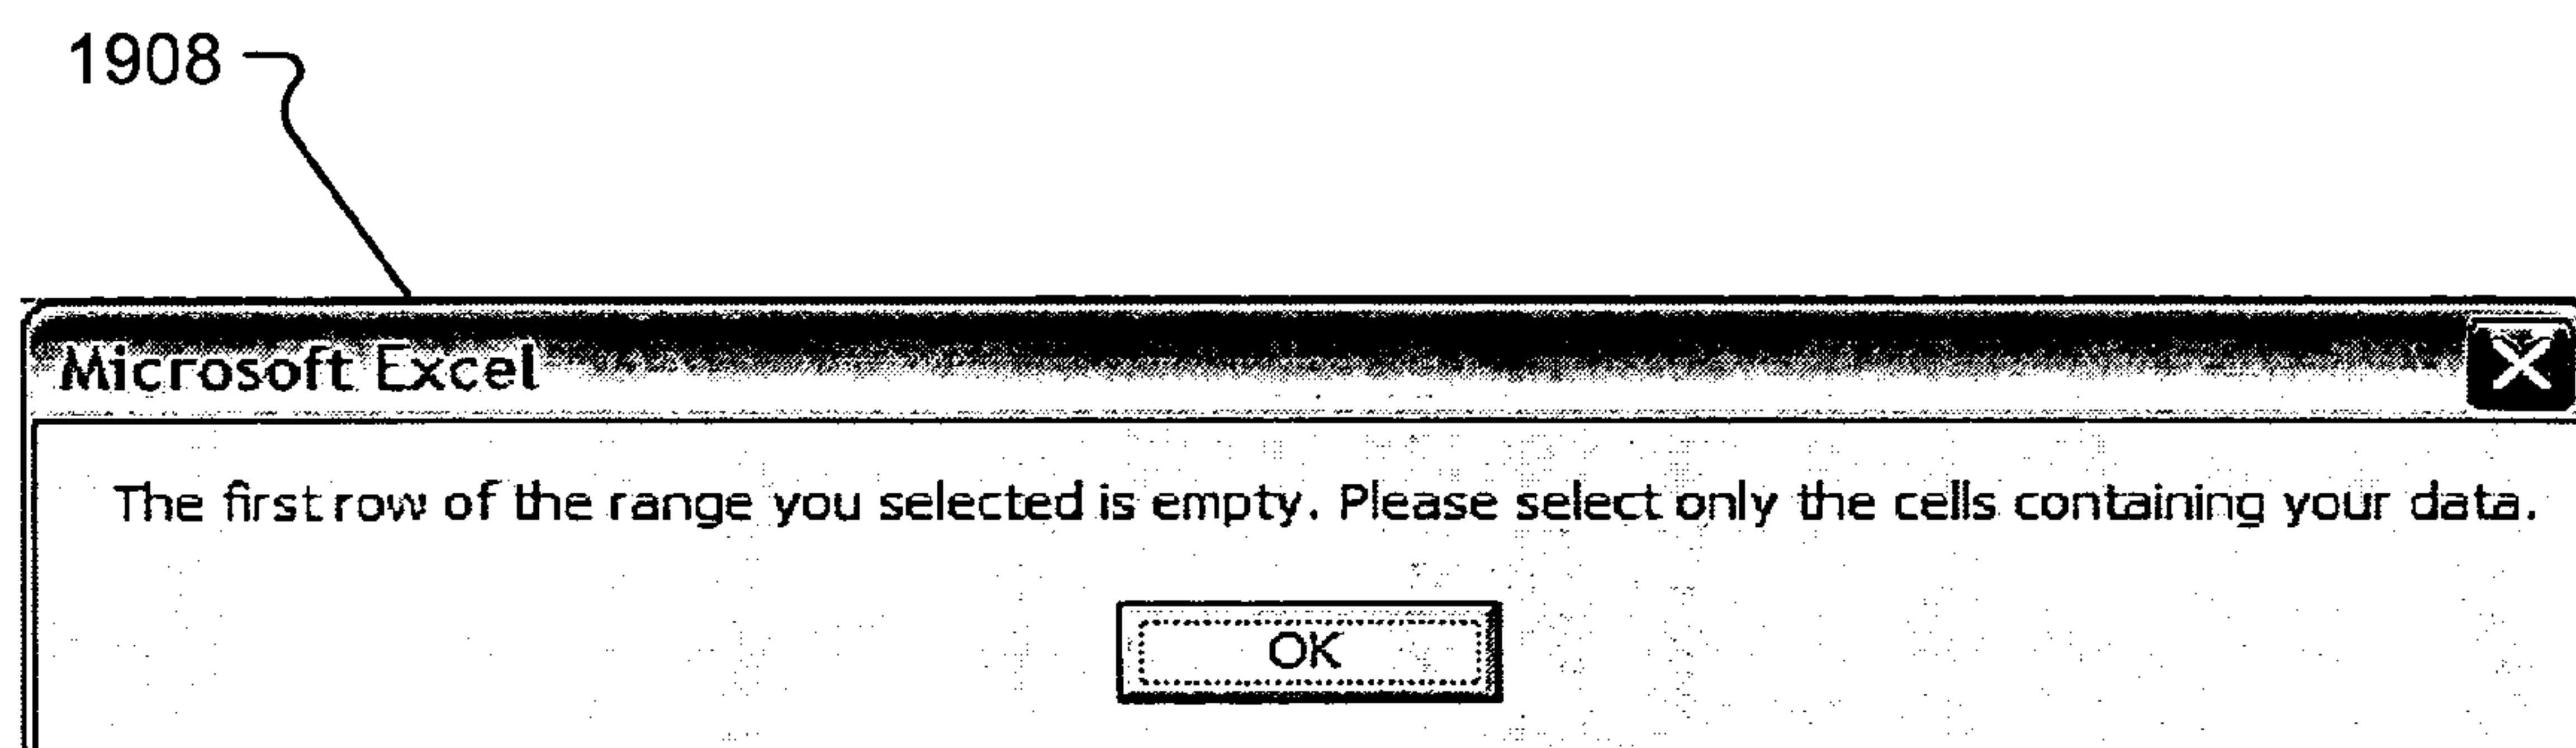 1908
Microsoft Excel
The first row of the range you selected is empty. Please select only the cells containing your data.
OK